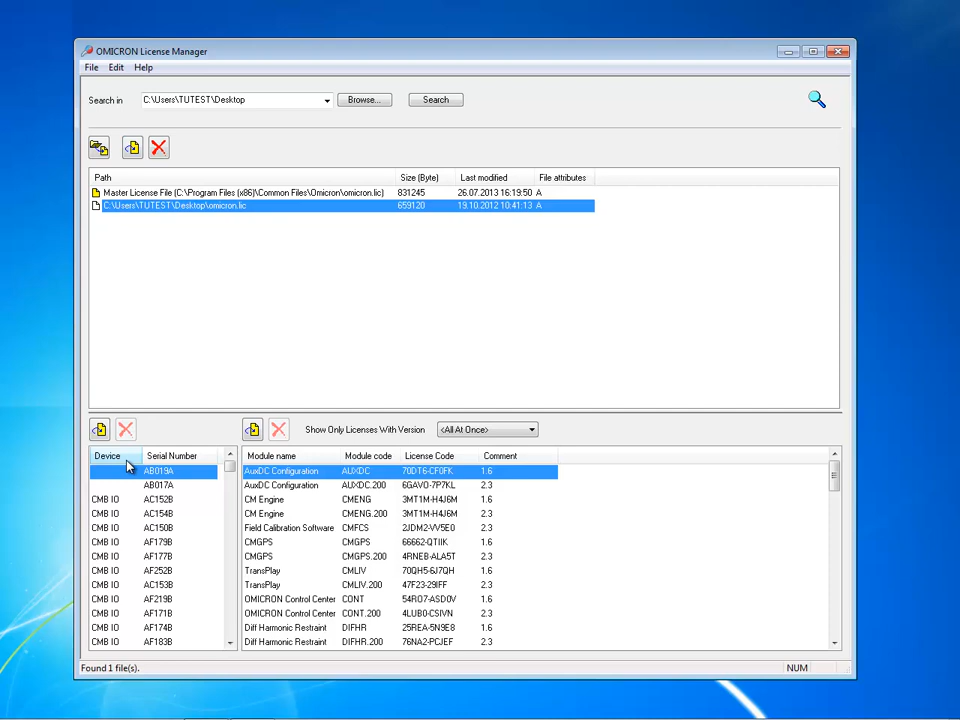 OMICRON License Manager
File Edit Help
Search in C:\Users\TUTEST\Desktop Browse... Search
Path Size (Byte) Last modified File attributes
Master License File (C:\Program Files (x86)\Common Files\Omicron\omicron.lic) 831245 26.07.2013 16:19:50 A
C:\Users\TUTEST\Desktop\omicron.lic 659120 19.10.2012 10:41:13 A
Show Only Licenses With Version <All At Once>
Device Serial Number Module name Module code License Code Comment
AB019A AuxDC Configuration AUXDC 70DT6-CF0FK 1.6
AB017A AuxDC Configuration AUXDC.200 6GAVO-7P7KL 2.3
CMB IO AC152B CM Engine CMENG 3MT1M-H4J6M 1.6
CMB IO AC154B CM Engine CMENG.200 3MT1M-H4J6M 2.3
CMB IO AC150B Field Calibration Software CMFCS 2JDM2-VV5E0 2.3
CMB IO AF179B CMGPS CMGPS 66662-QTIIK 1.6
CMB IO AF177B CMGPS CMGPS.200 4RNEB-ALA5T 2.3
CMB IO AF252B TransPlay CMLIV 70QH5-6J7QH 1.6
CMB IO AC153B TransPlay CMLIV.200 47F23-29IFF 2.3
CMB IO AF219B OMICRON Control Center CONT 54RO7-ASD0V 1.6
CMB IO AF171B OMICRON Control Center CONT.200 4LUB0-CSIVN 2.3
CMB IO AF174B Diff Harmonic Restraint DIFHR 25REA-5N9E8 1.6
CMB IO AF183B Diff Harmonic Restraint DIFHR.200 76NA2-PCJEF 2.3
Found 1 file(s). NUM